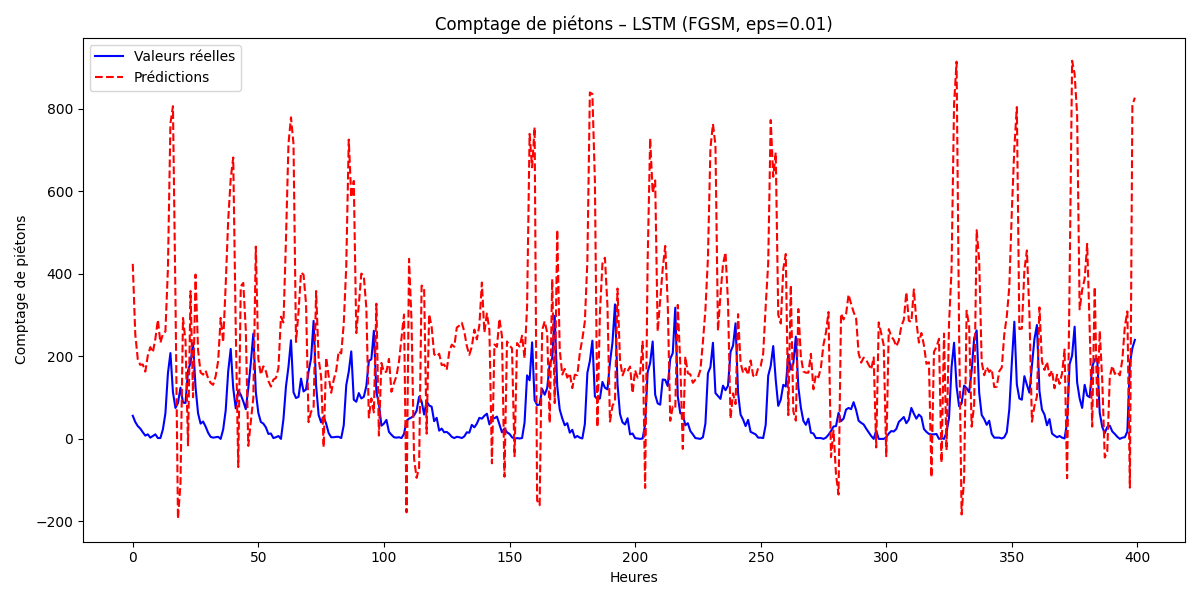 Comptage de piétons – LSTM (FGSM, eps=0.01)
Valeurs réelles
Prédictions
Comptage de piétons
800
600
400
200
0
−200
0 50 100 150 200 250 300 350 400
Heures